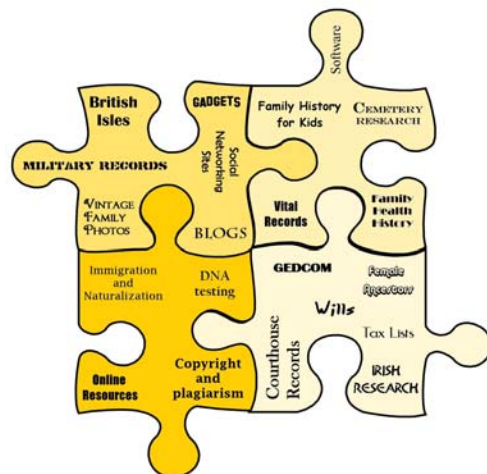 Software
British
Isles
GADGETS
Family History
for Kids
CEMETERY
RESEARCH
MILITARY RECORDS
Social
Networking
Sites
VINTAGE
FAMILY
PHOTOS
BLOGS
Vital
Records
Family
Health
History
Immigration
and
Naturalization
DNA
testing
GEDCOM
Female
Ancestors
Wills
Courthouse
Records
Tax Lists
Online
Resources
Copyright
and
plagiarism
IRISH
RESEARCH